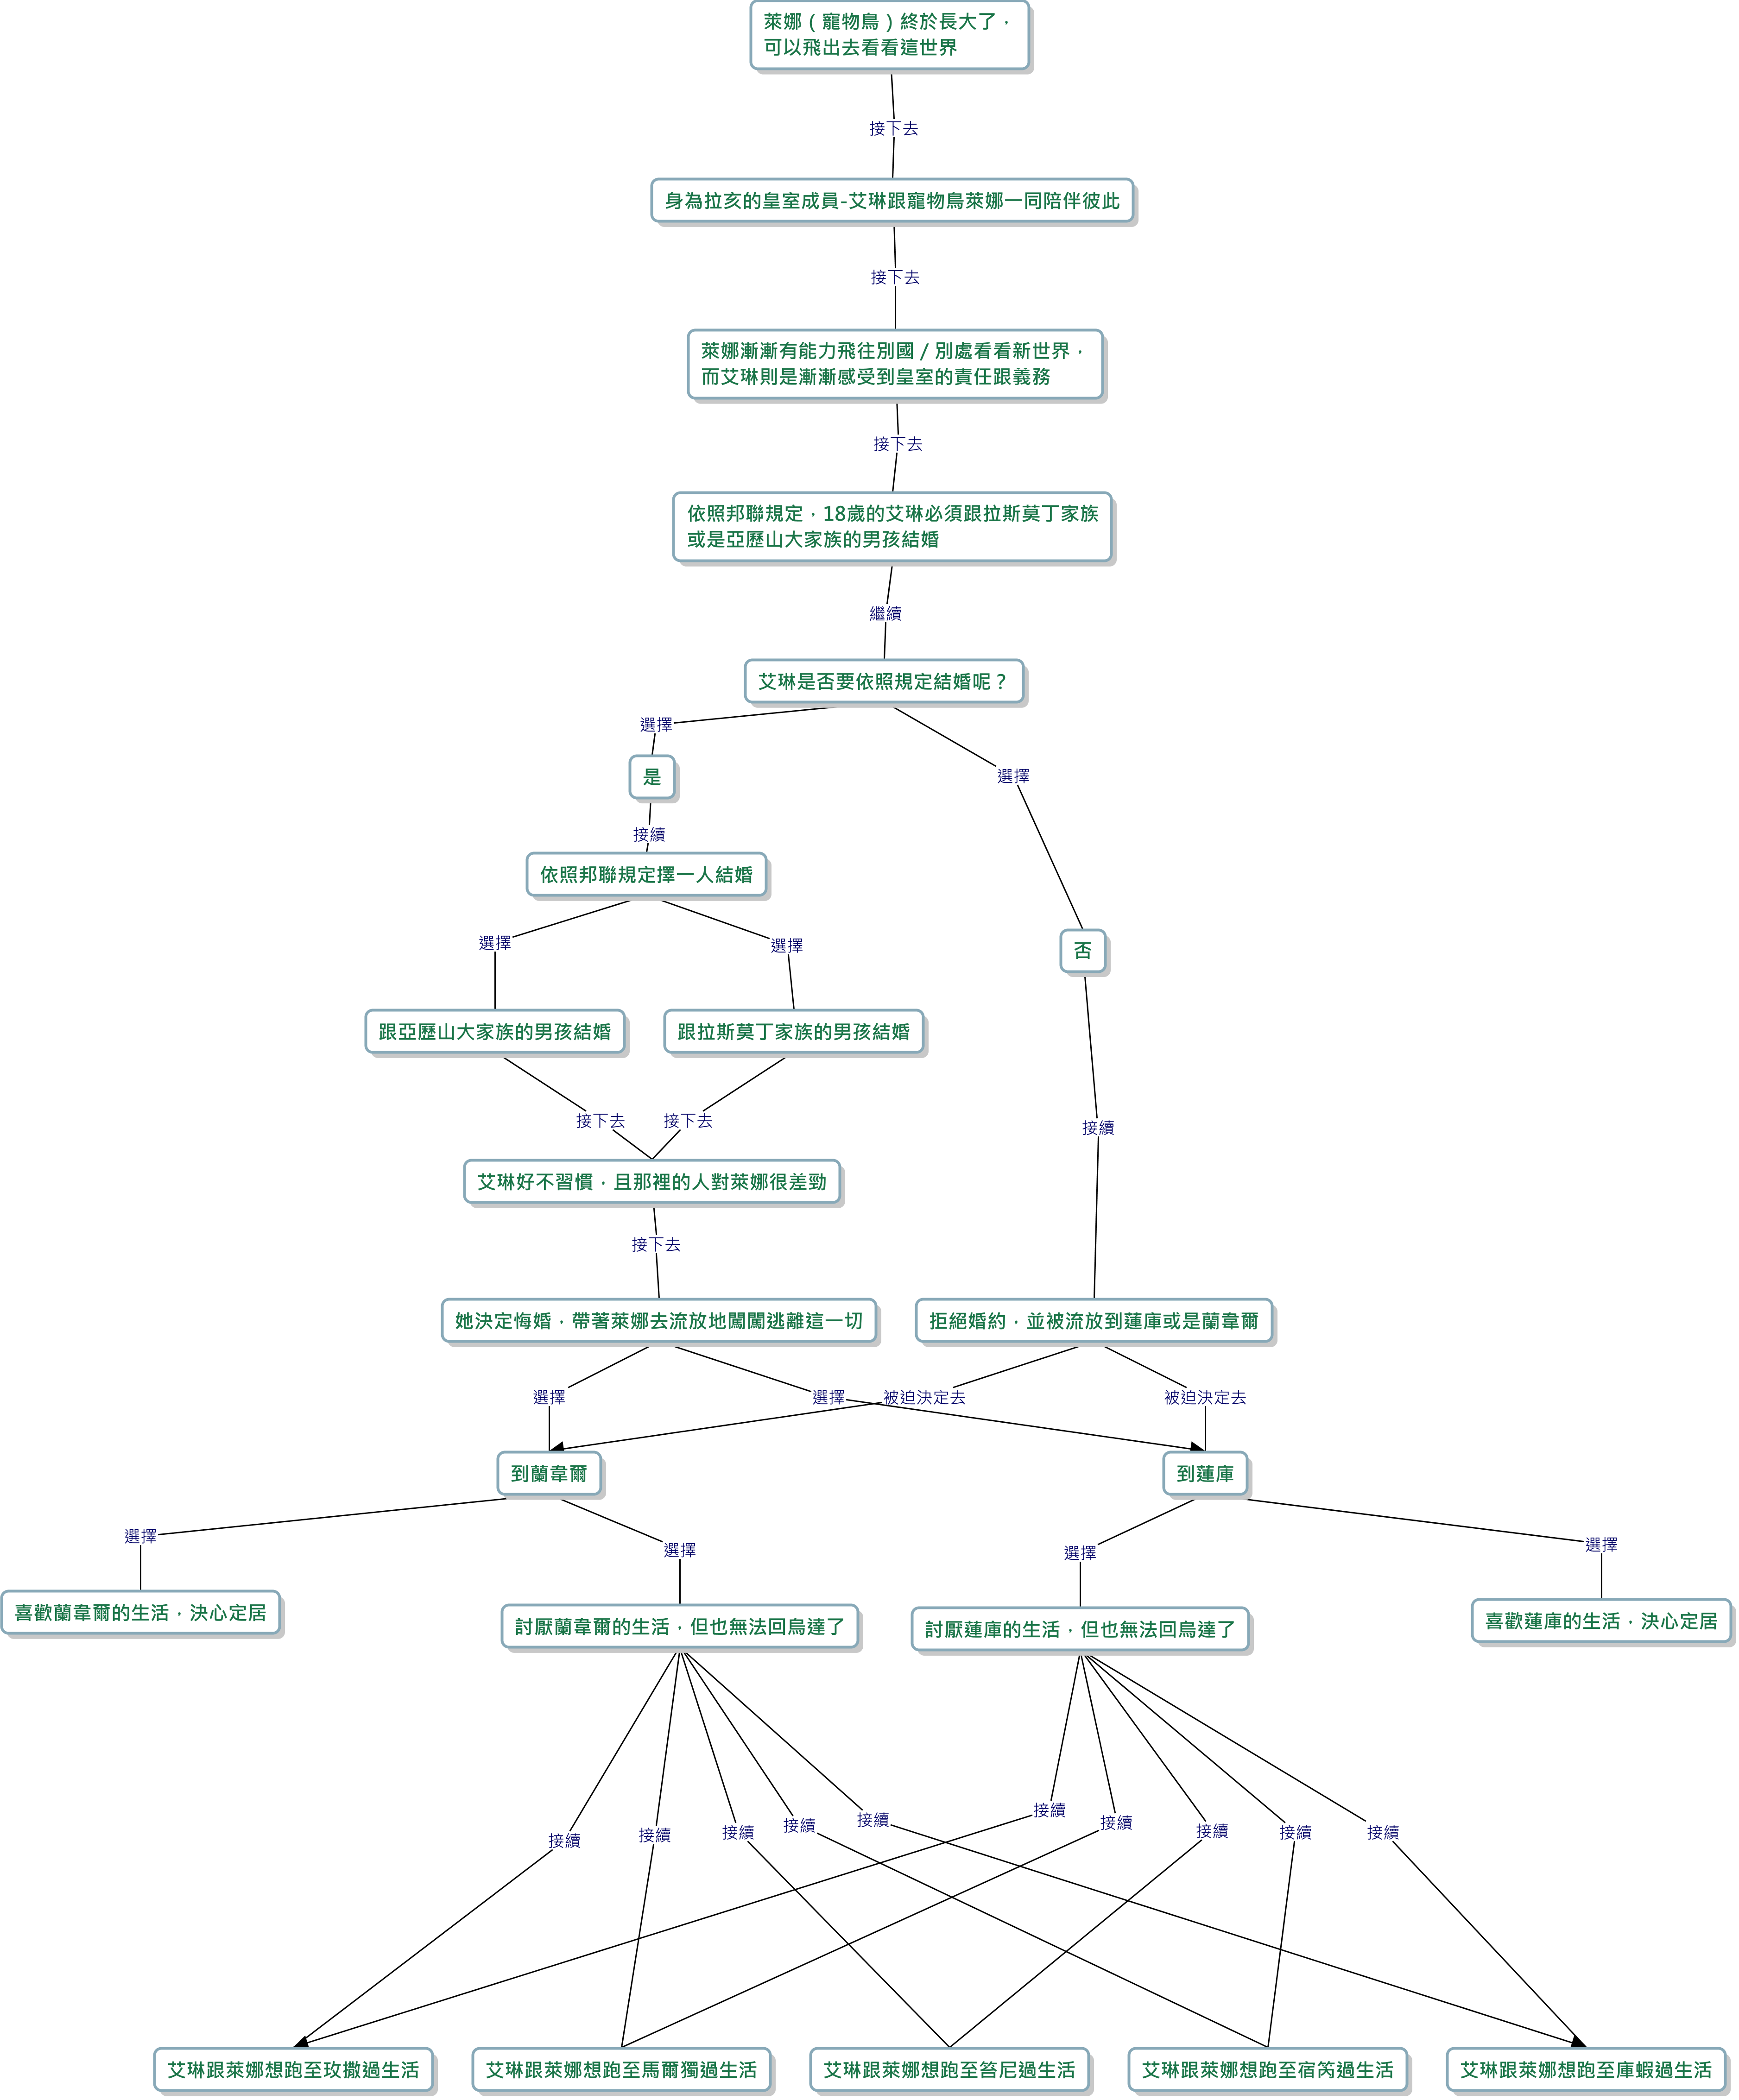 萊娜（寵物鳥）終於長大了，
可以飛出去看看這世界
接下去
身為拉亥的皇室成員-艾琳跟寵物鳥萊娜一同陪伴彼此
接下去
萊娜漸漸有能力飛往別國/別處看看新世界，
而艾琳則是漸漸感受到皇室的責任跟義務
接下去
依照邦聯規定，18歲的艾琳必須跟拉斯莫丁家族
或是亞歷山大家族的男孩結婚
繼續
艾琳是否要依照規定結婚呢？
選擇
選擇
是
接續
依照邦聯規定擇一人結婚
選擇
選擇
否
跟亞歷山大家族的男孩結婚
跟拉斯莫丁家族的男孩結婚
接下去
接下去
接續
艾琳好不習慣，且那裡的人對萊娜很差勁
接下去
她決定悔婚，帶著萊娜去流放地闖闖逃離這一切
拒絕婚約，並被流放到蓮庫或是蘭韋爾
選擇
選擇
被迫決定去
被迫決定去
到蘭韋爾
到蓮庫
選擇
選擇
選擇
選擇
喜歡蘭韋爾的生活，決心定居
討厭蘭韋爾的生活，但也無法回烏達了
討厭蓮庫的生活，但也無法回烏達了
喜歡蓮庫的生活，決心定居
接續
接續
接續
接續
接續
接續
接續
接續
接續
接續
艾琳跟萊娜想跑至玫撒過生活
艾琳跟萊娜想跑至馬爾獨過生活
艾琳跟萊娜想跑至答尼過生活
艾琳跟萊娜想跑至宿笍過生活
艾琳跟萊娜想跑至庫蝦過生活